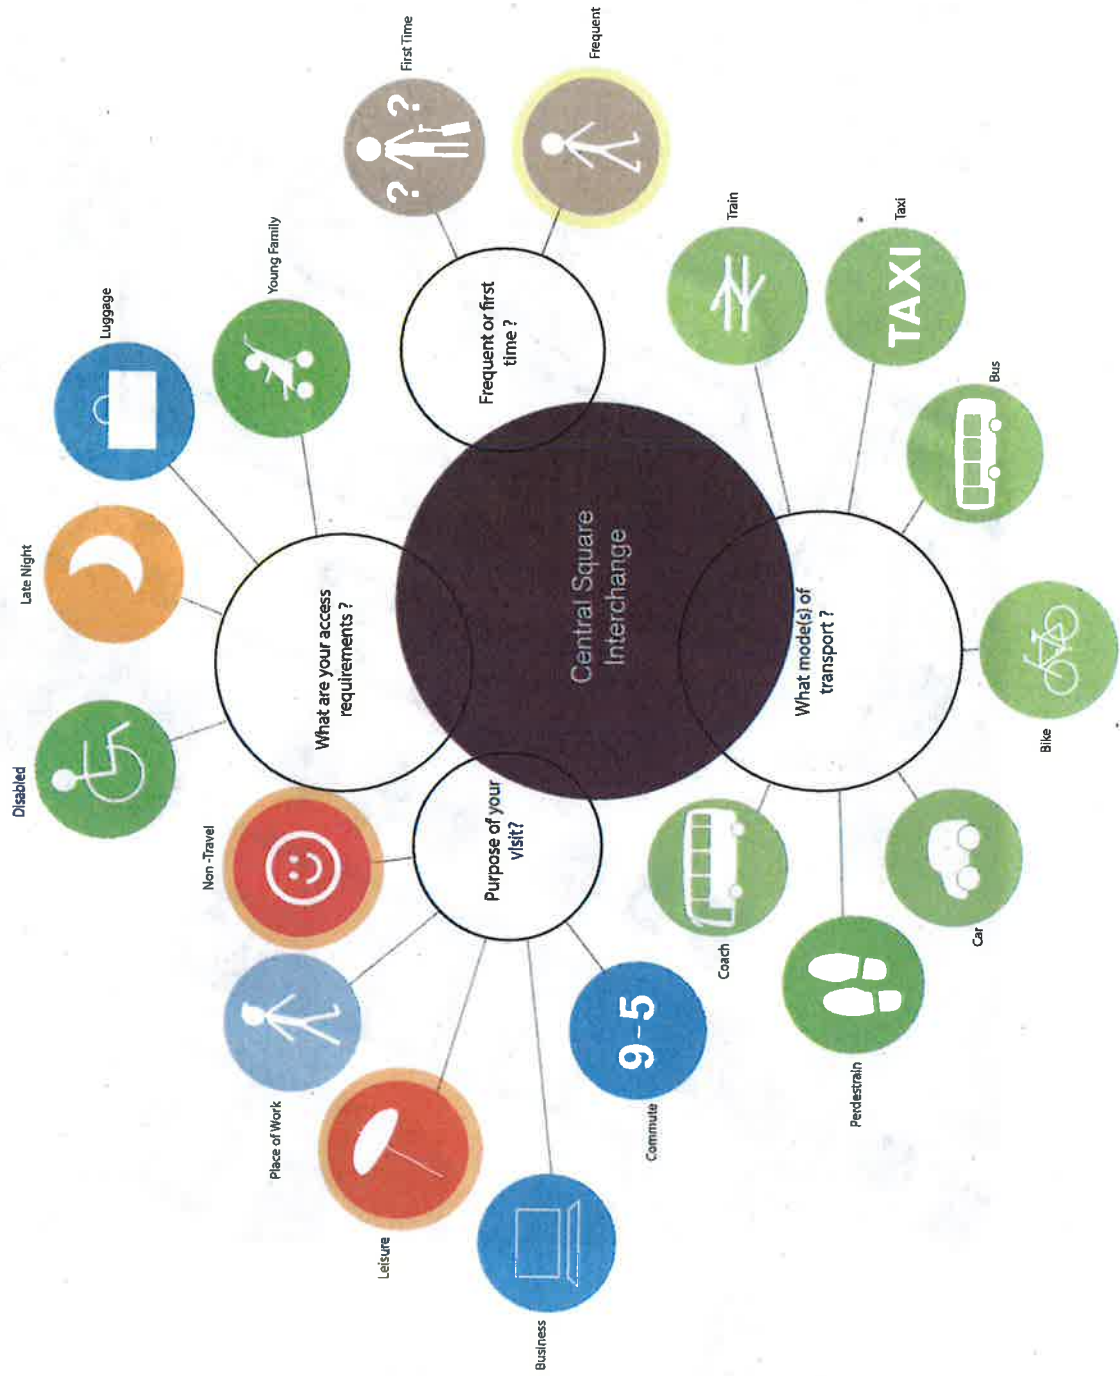 Disabled
Late Night
Luggage
Young Family
First Time
? ?
Frequent
What are your access
requirements ?
Frequent or first
time ?
Non -Travel
Place of Work
Leisure
Business
Commute
9-5
Purpose of your
visit?
Central Square
Interchange
What mode(s) of
transport ?
Train
Taxi
TAXI
Bus
Bike
Car
Perdestrain
Coach